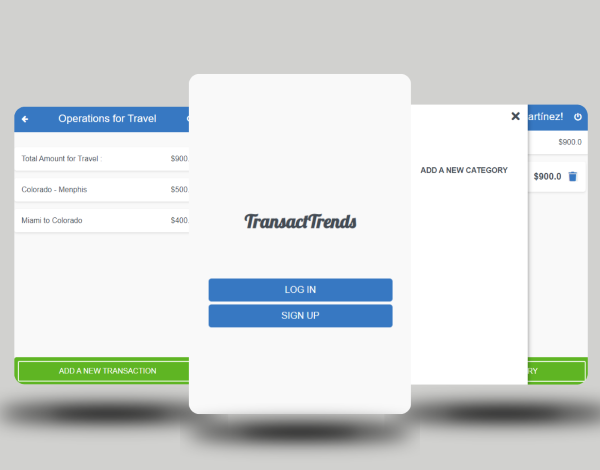 Operations for Travel
Total Amount for Travel :
$900.
Colorado - Menphis
$500.
Miami to Colorado
$400.
ADD A NEW TRANSACTION
TransactTrends
LOG IN
SIGN UP
ADD A NEW CATEGORY
artínez!
$900.0
$900.0
RY